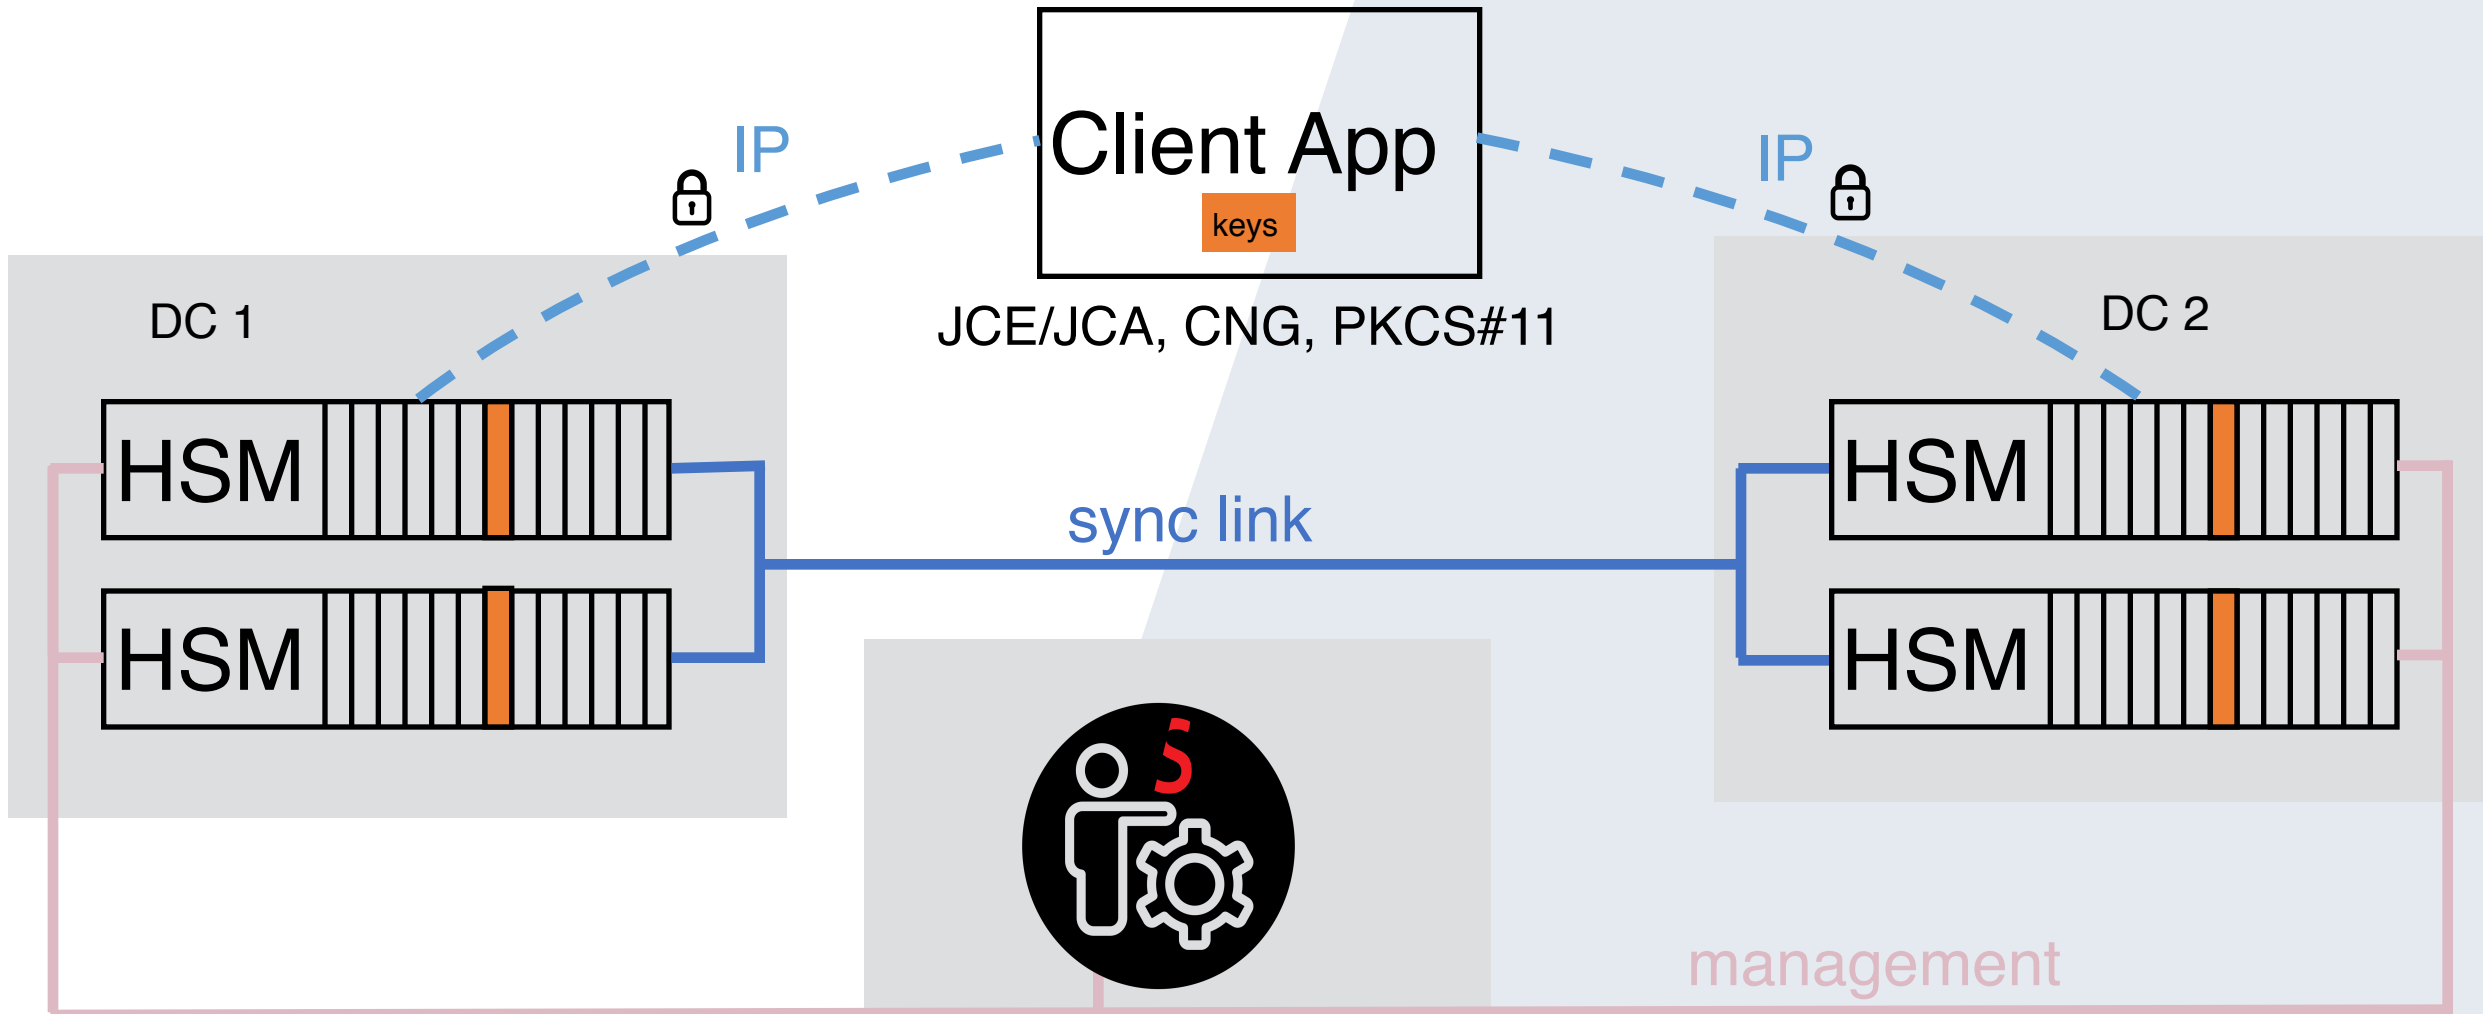 Client App
IP
IP
keys
DC 1
JCE/JCA, CNG, PKCS#11
DC 2
HSM
HSM
sync link
HSM
HSM
S
management